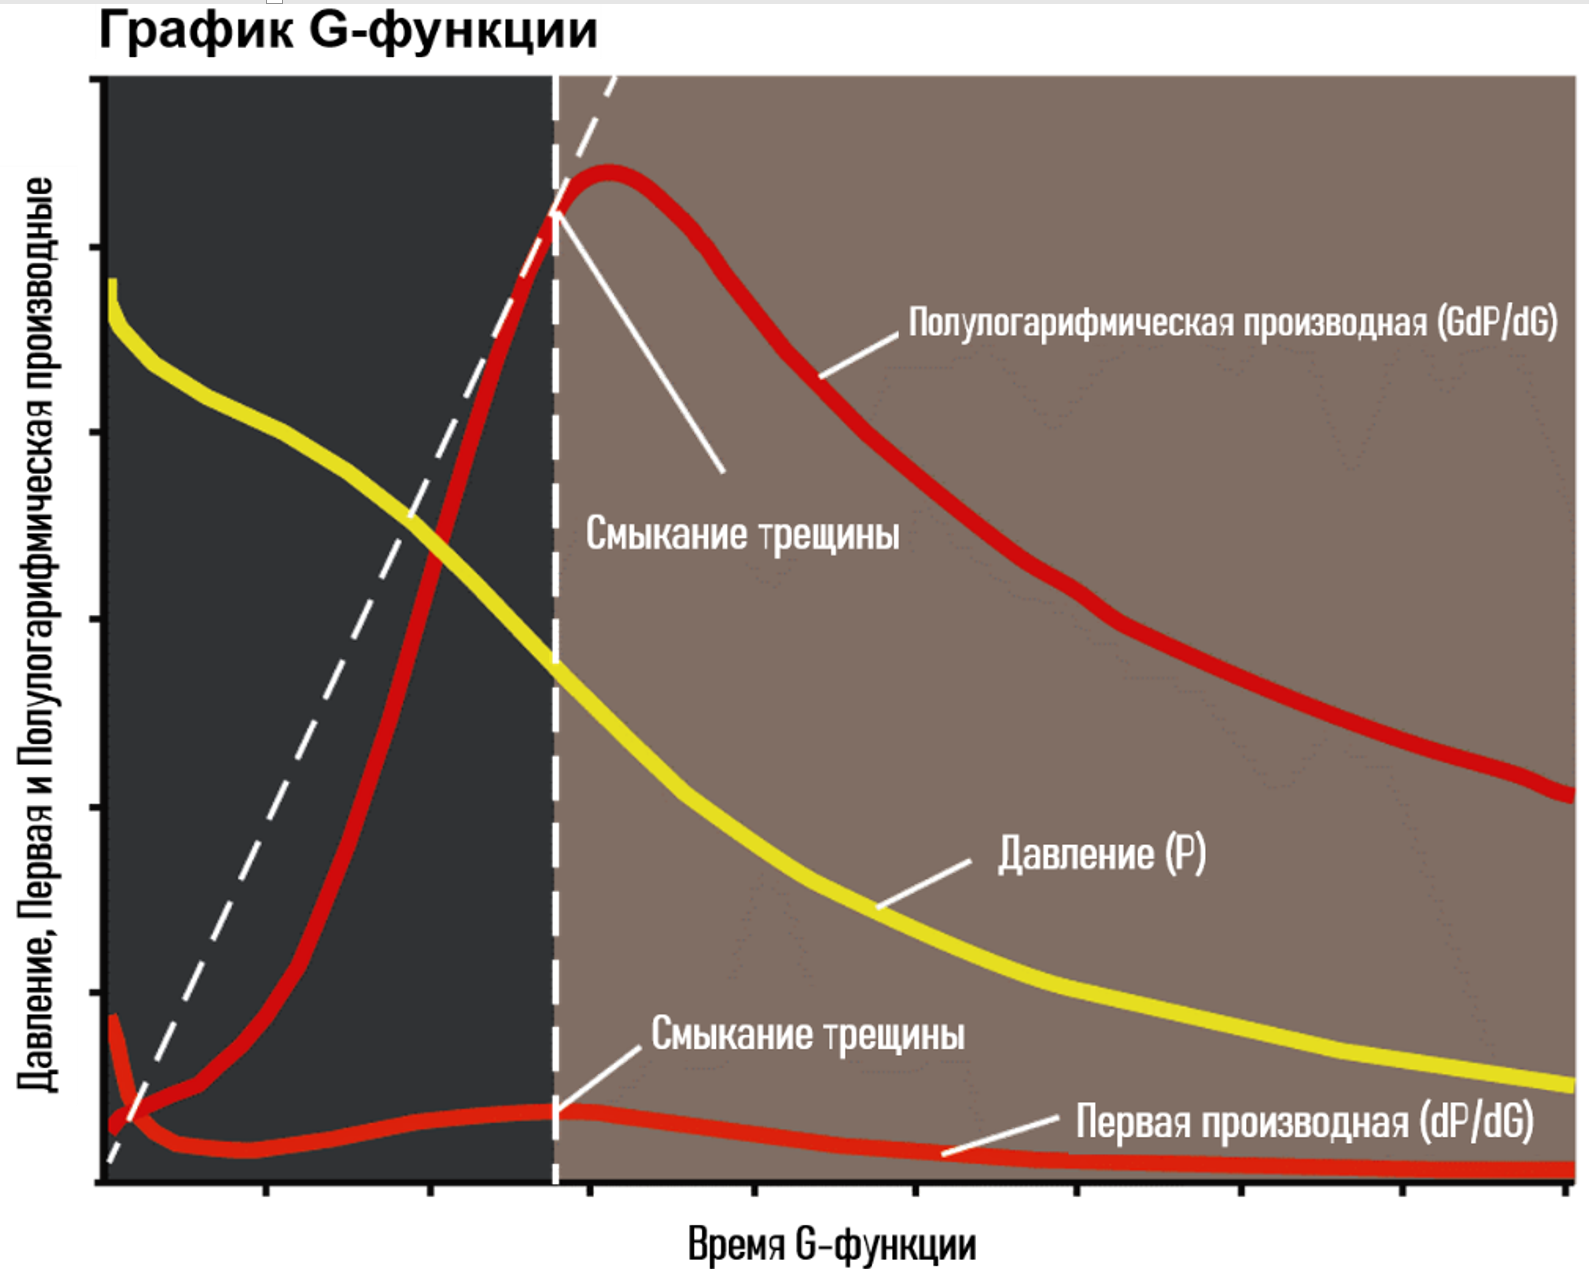 График G-функции
Давление, Первая и Полулогарифмическая производные
Полулогарифмическая производная (GdP/dG)
Смыкание трещины
Давление (P)
Смыкание трещины
Первая производная (dP/dG)
Время G-функции